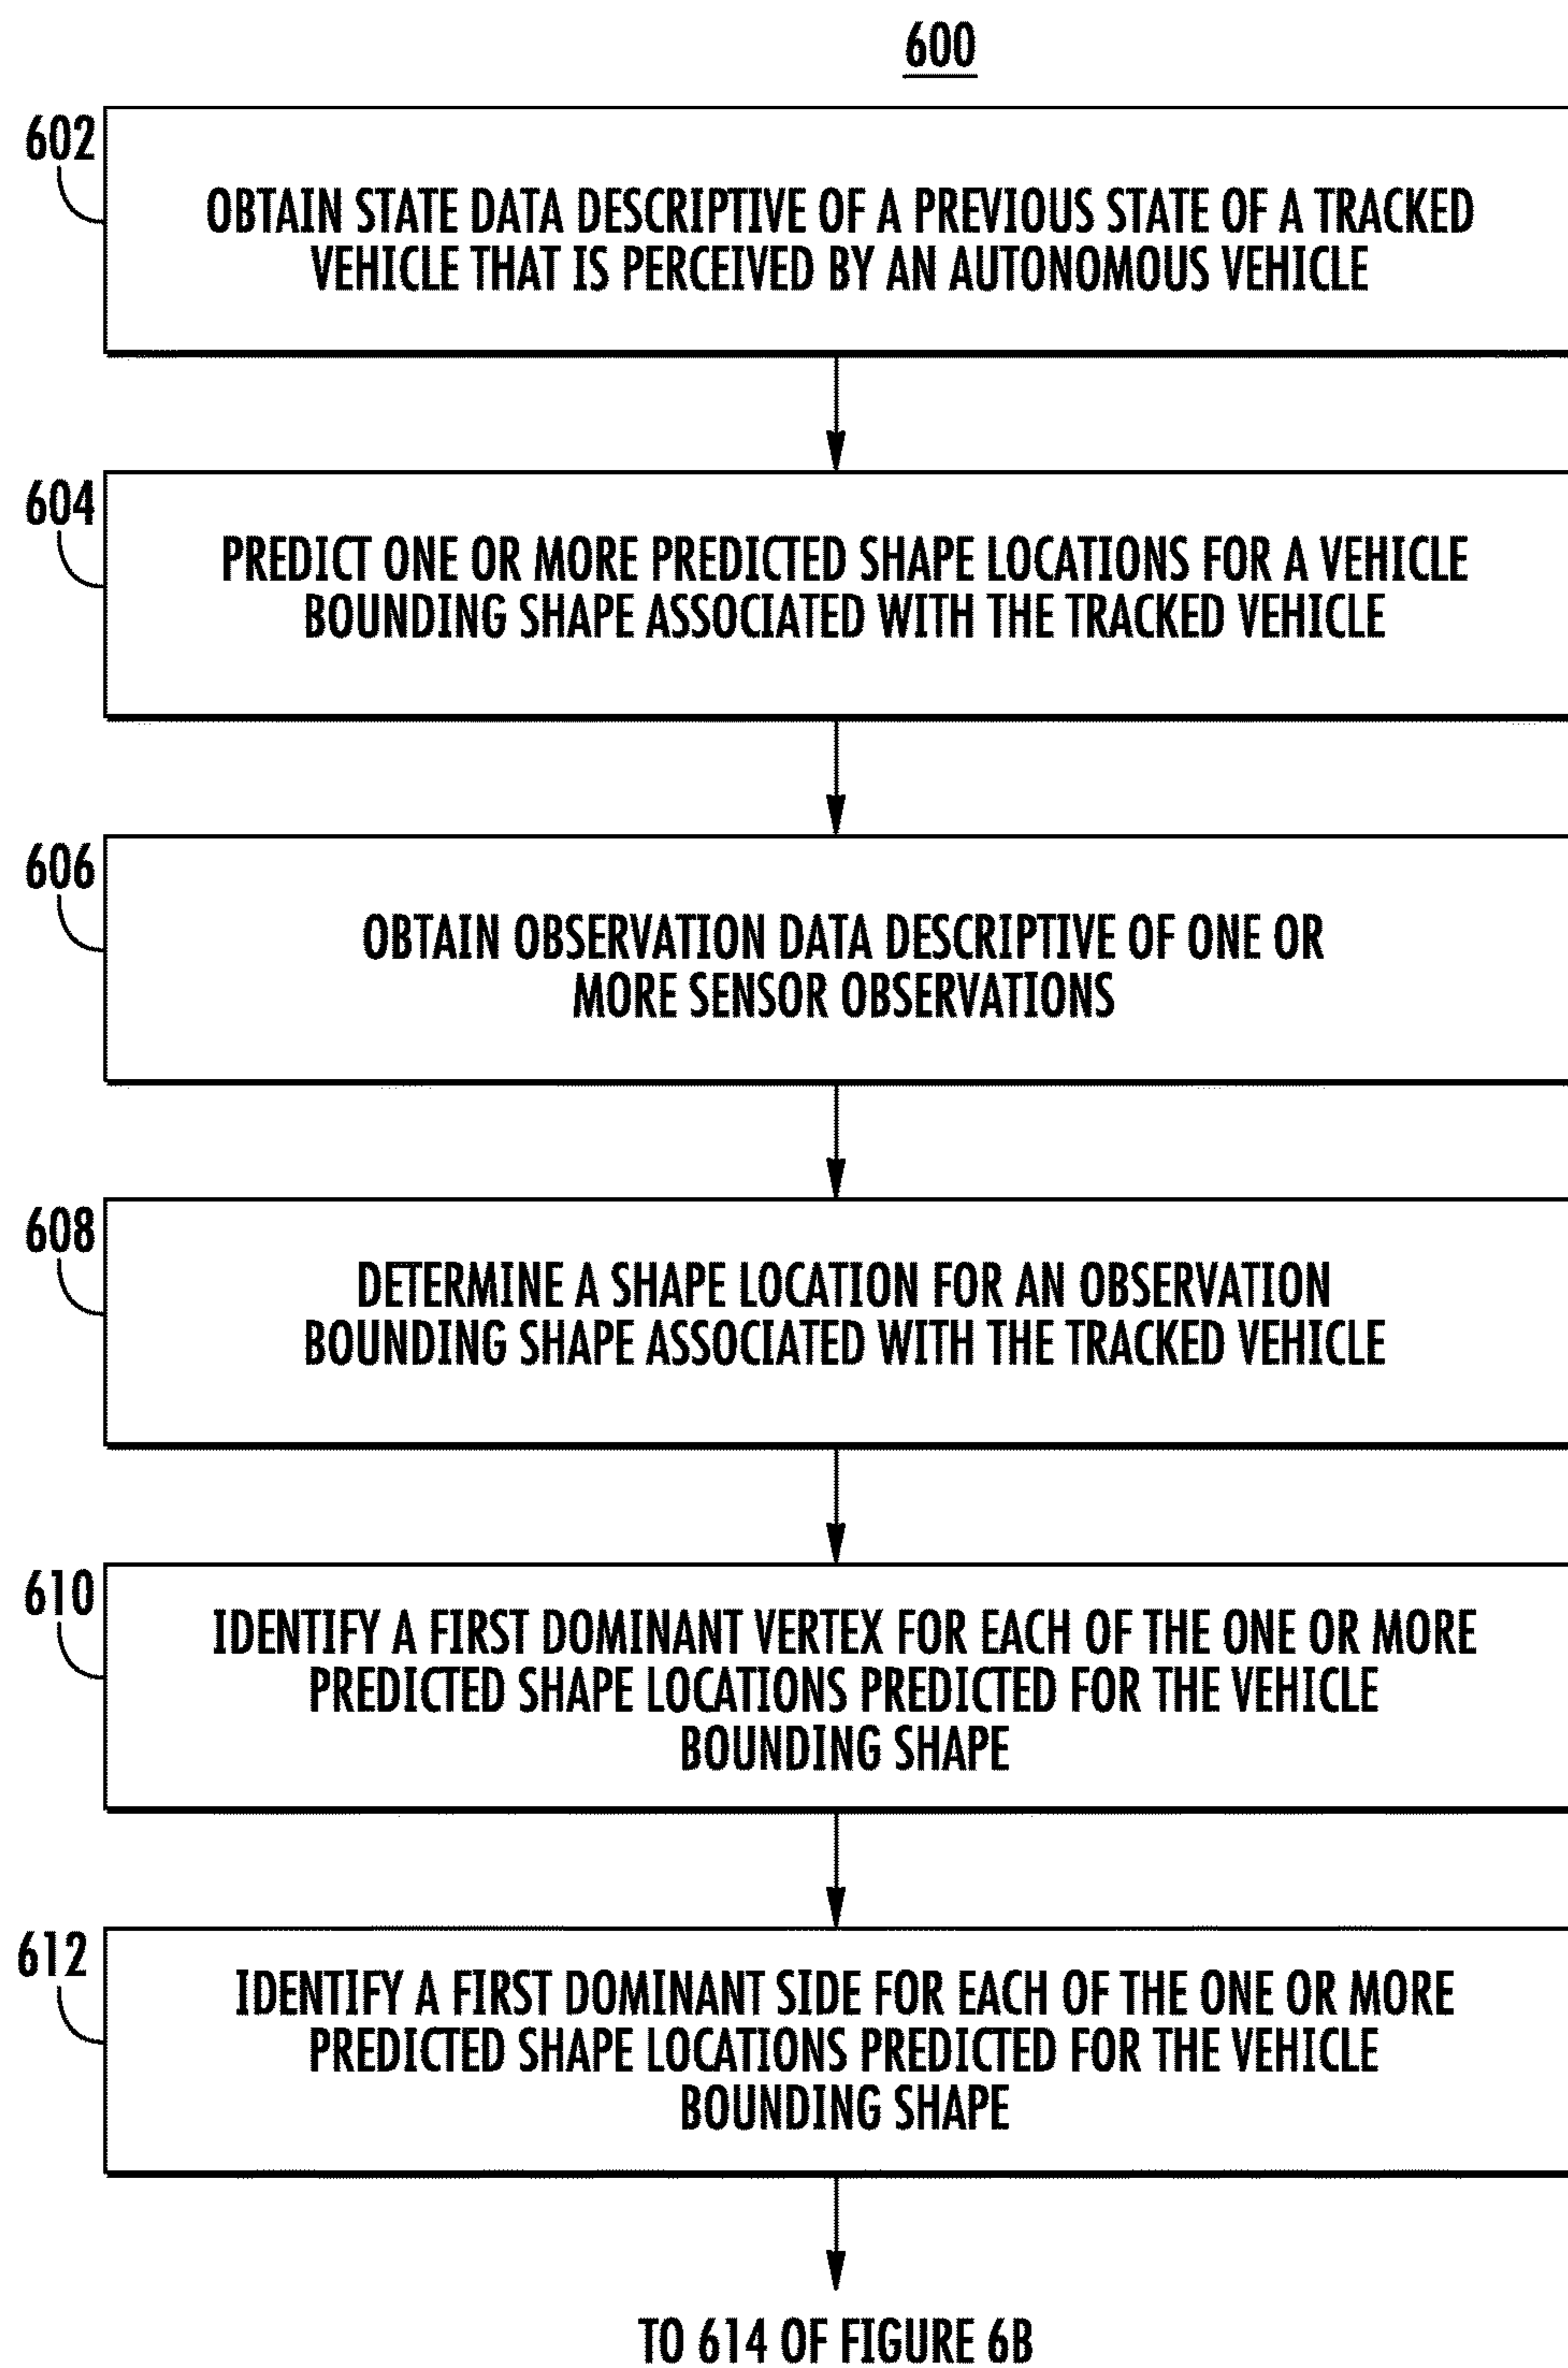 600
602
OBTAIN STATE DATA DESCRIPTIVE OF A PREVIOUS STATE OF A TRACKED
VEHICLE THAT IS PERCEIVED BY AN AUTONOMOUS VEHICLE
604
PREDICT ONE OR MORE PREDICTED SHAPE LOCATIONS FOR A VEHICLE
BOUNDING SHAPE ASSOCIATED WITH THE TRACKED VEHICLE
606
OBTAIN OBSERVATION DATA DESCRIPTIVE OF ONE OR
MORE SENSOR OBSERVATIONS
608
DETERMINE A SHAPE LOCATION FOR AN OBSERVATION
BOUNDING SHAPE ASSOCIATED WITH THE TRACKED VEHICLE
610
IDENTIFY A FIRST DOMINANT VERTEX FOR EACH OF THE ONE OR MORE
PREDICTED SHAPE LOCATIONS PREDICTED FOR THE VEHICLE
BOUNDING SHAPE
612
IDENTIFY A FIRST DOMINANT SIDE FOR EACH OF THE ONE OR MORE
PREDICTED SHAPE LOCATIONS PREDICTED FOR THE VEHICLE
BOUNDING SHAPE
TO 614 OF FIGURE 6B